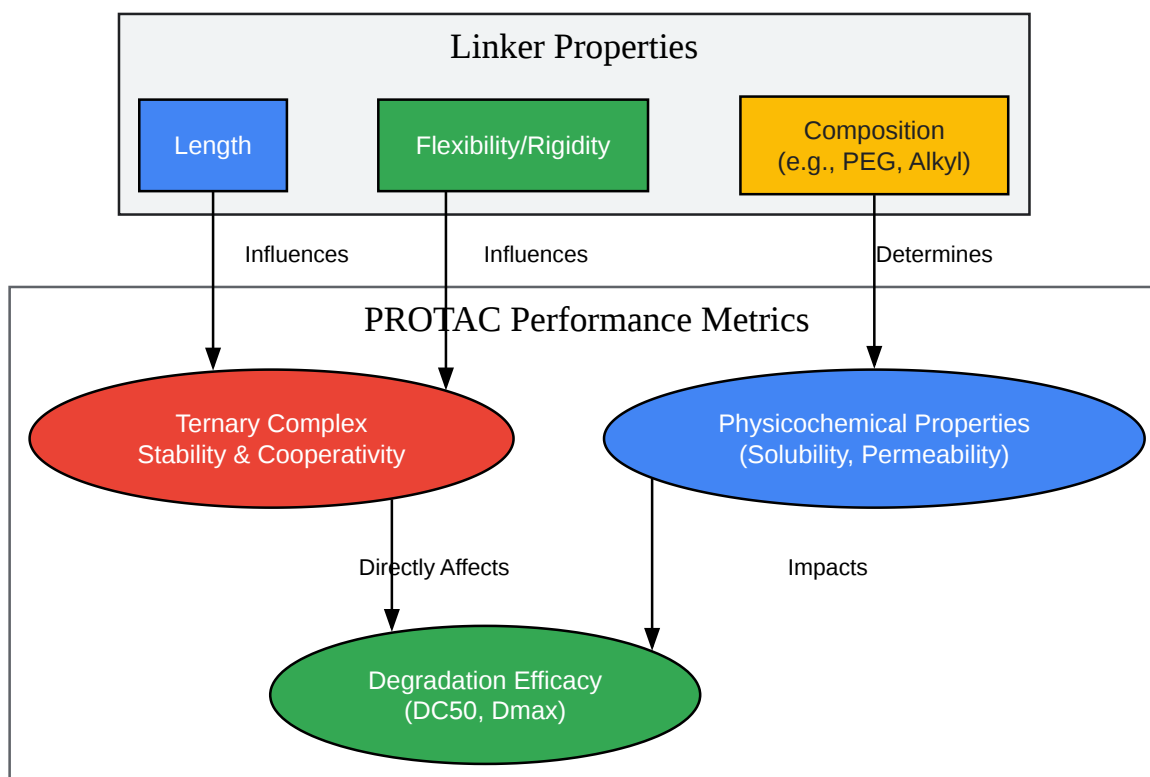 Linker Properties
Length
Flexibility/Rigidity
Composition
(e.g., PEG, Alkyl)
Influences
Influences
Determines
PROTAC Performance Metrics
Ternary Complex
Stability & Cooperativity
Physicochemical Properties
(Solubility, Permeability)
Directly Affects
Impacts
Degradation Efficacy
(DC50, Dmax)